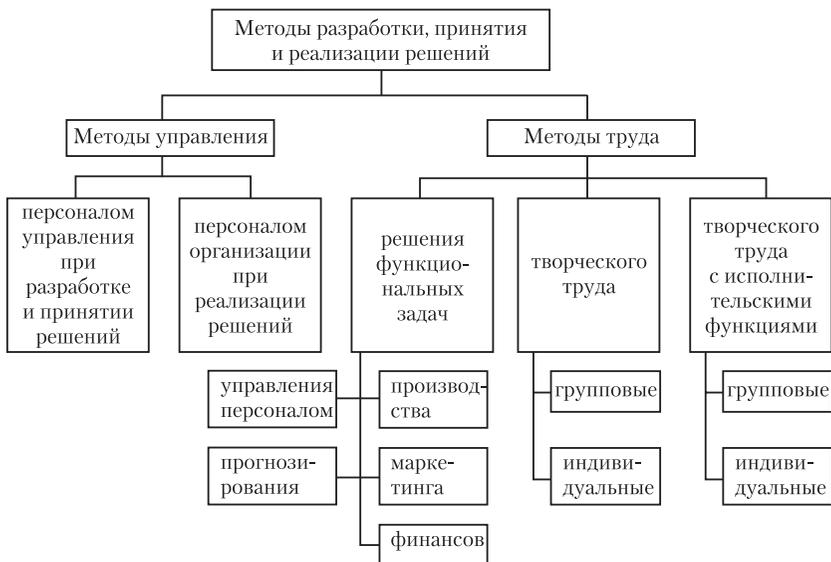 Методы разработки, принятия
и реализации решений
Методы управления
Методы труда
персоналом
управления
при
разработке
и принятии
решений
персоналом
организации
при
реализации
решений
решения
функцио-
нальных
задач
творческого
труда
творческого
труда
с исполни-
тельскими
функциями
управления
персоналом
производ-
ства
групповые
групповые
прогнози-
рования
марке-
тинга
индиви-
дуальные
индиви-
дуальные
финансов